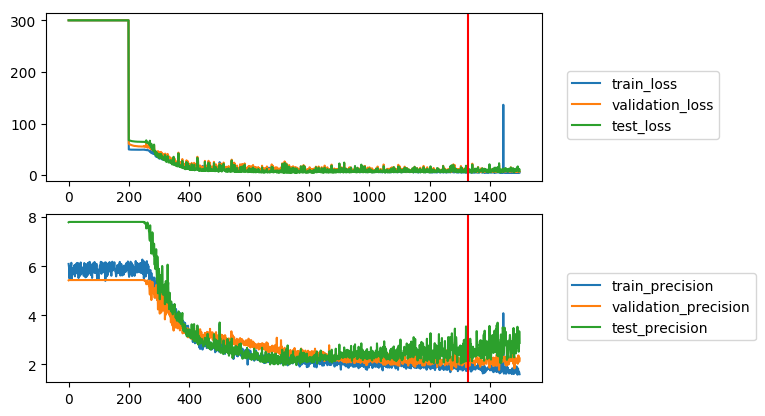 300
200
100
0
0 200 400 600 800 1000 1200 1400
train_loss
validation_loss
test_loss
8
6
4
2
0 200 400 600 800 1000 1200 1400
train_precision
validation_precision
test_precision